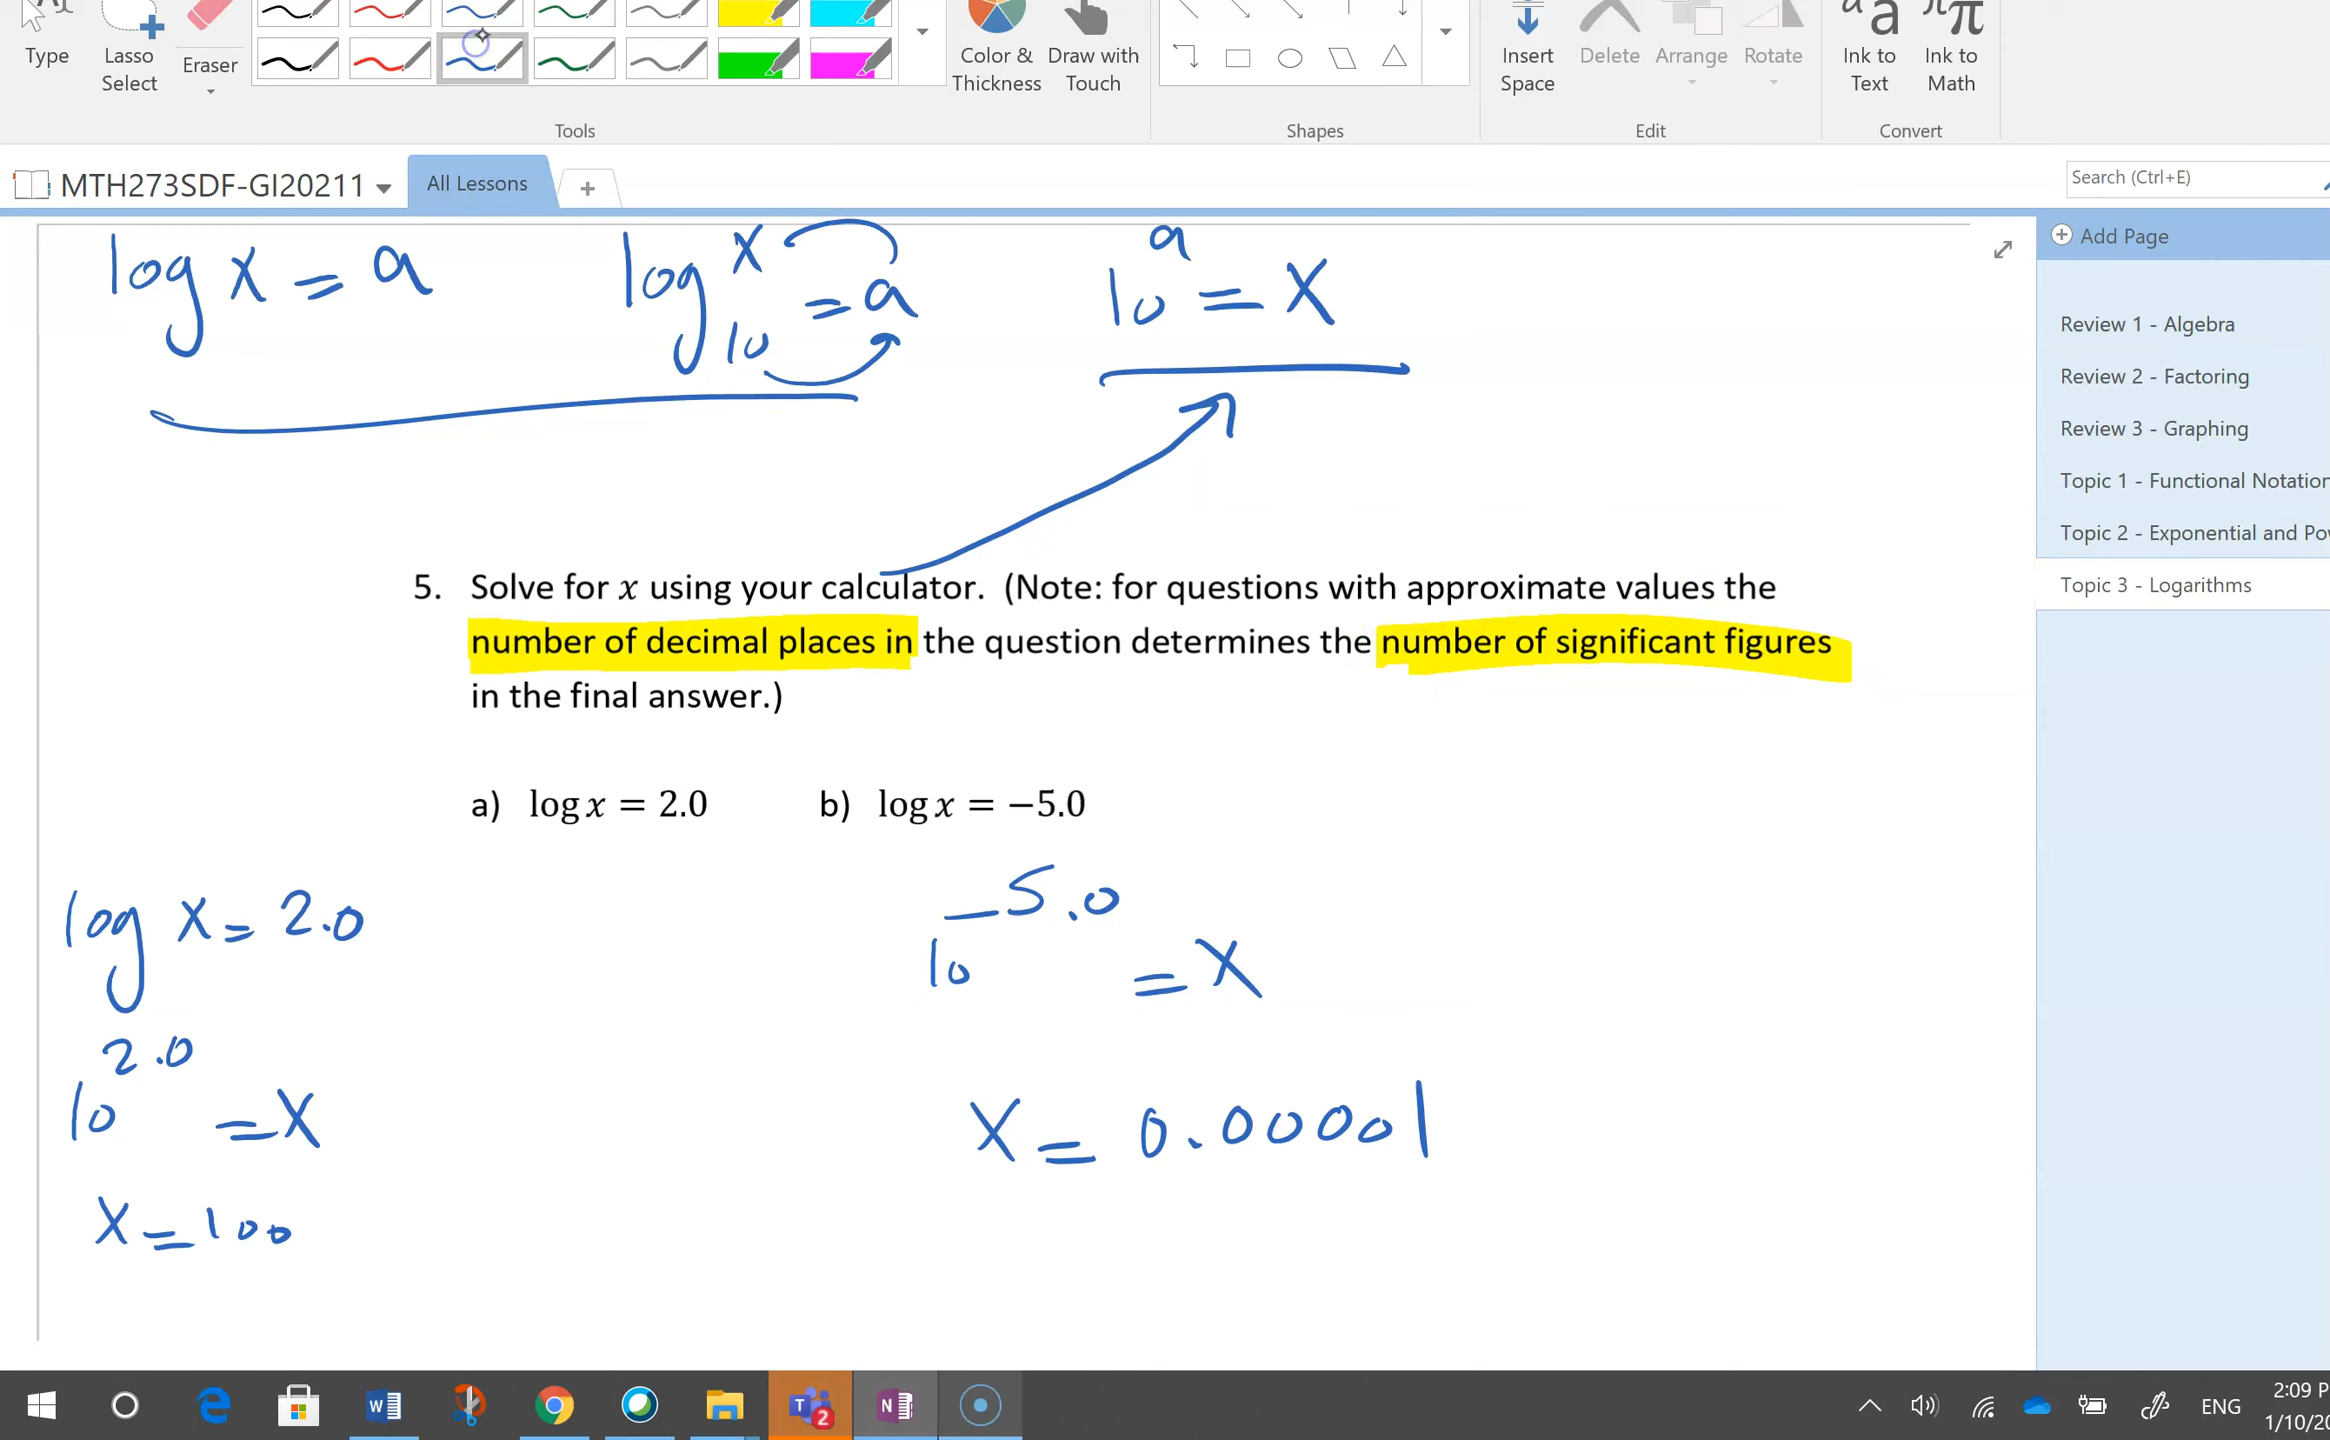 Type
Lasso
Select
Eraser
Color &
Thickness
Draw with
Touch
Insert
Space
Delete
Arrange
Rotate
Ink to
Text
Ink to
Math
Tools
Shapes
Edit
Convert
MTH273SDF-GI20211
All Lessons
Search (Ctrl+E)
Add Page
Review 1 - Algebra
Review 2 - Factoring
Review 3 - Graphing
Topic 1 - Functional Notation
Topic 2 - Exponential and Po
Topic 3 - Logarithms
log x = a
log₁₀ x = a
10ᵃ = x
5. Solve for x using your calculator. (Note: for questions with approximate values the
number of decimal places in the question determines the number of significant figures
in the final answer.)
a) log x = 2.0 b) log x = −5.0
log x = 2.0
10^2.0 = x
x = 100
10^-5.0 = x
x = 0.00001
2
ENG
2:09 P
1/10/20